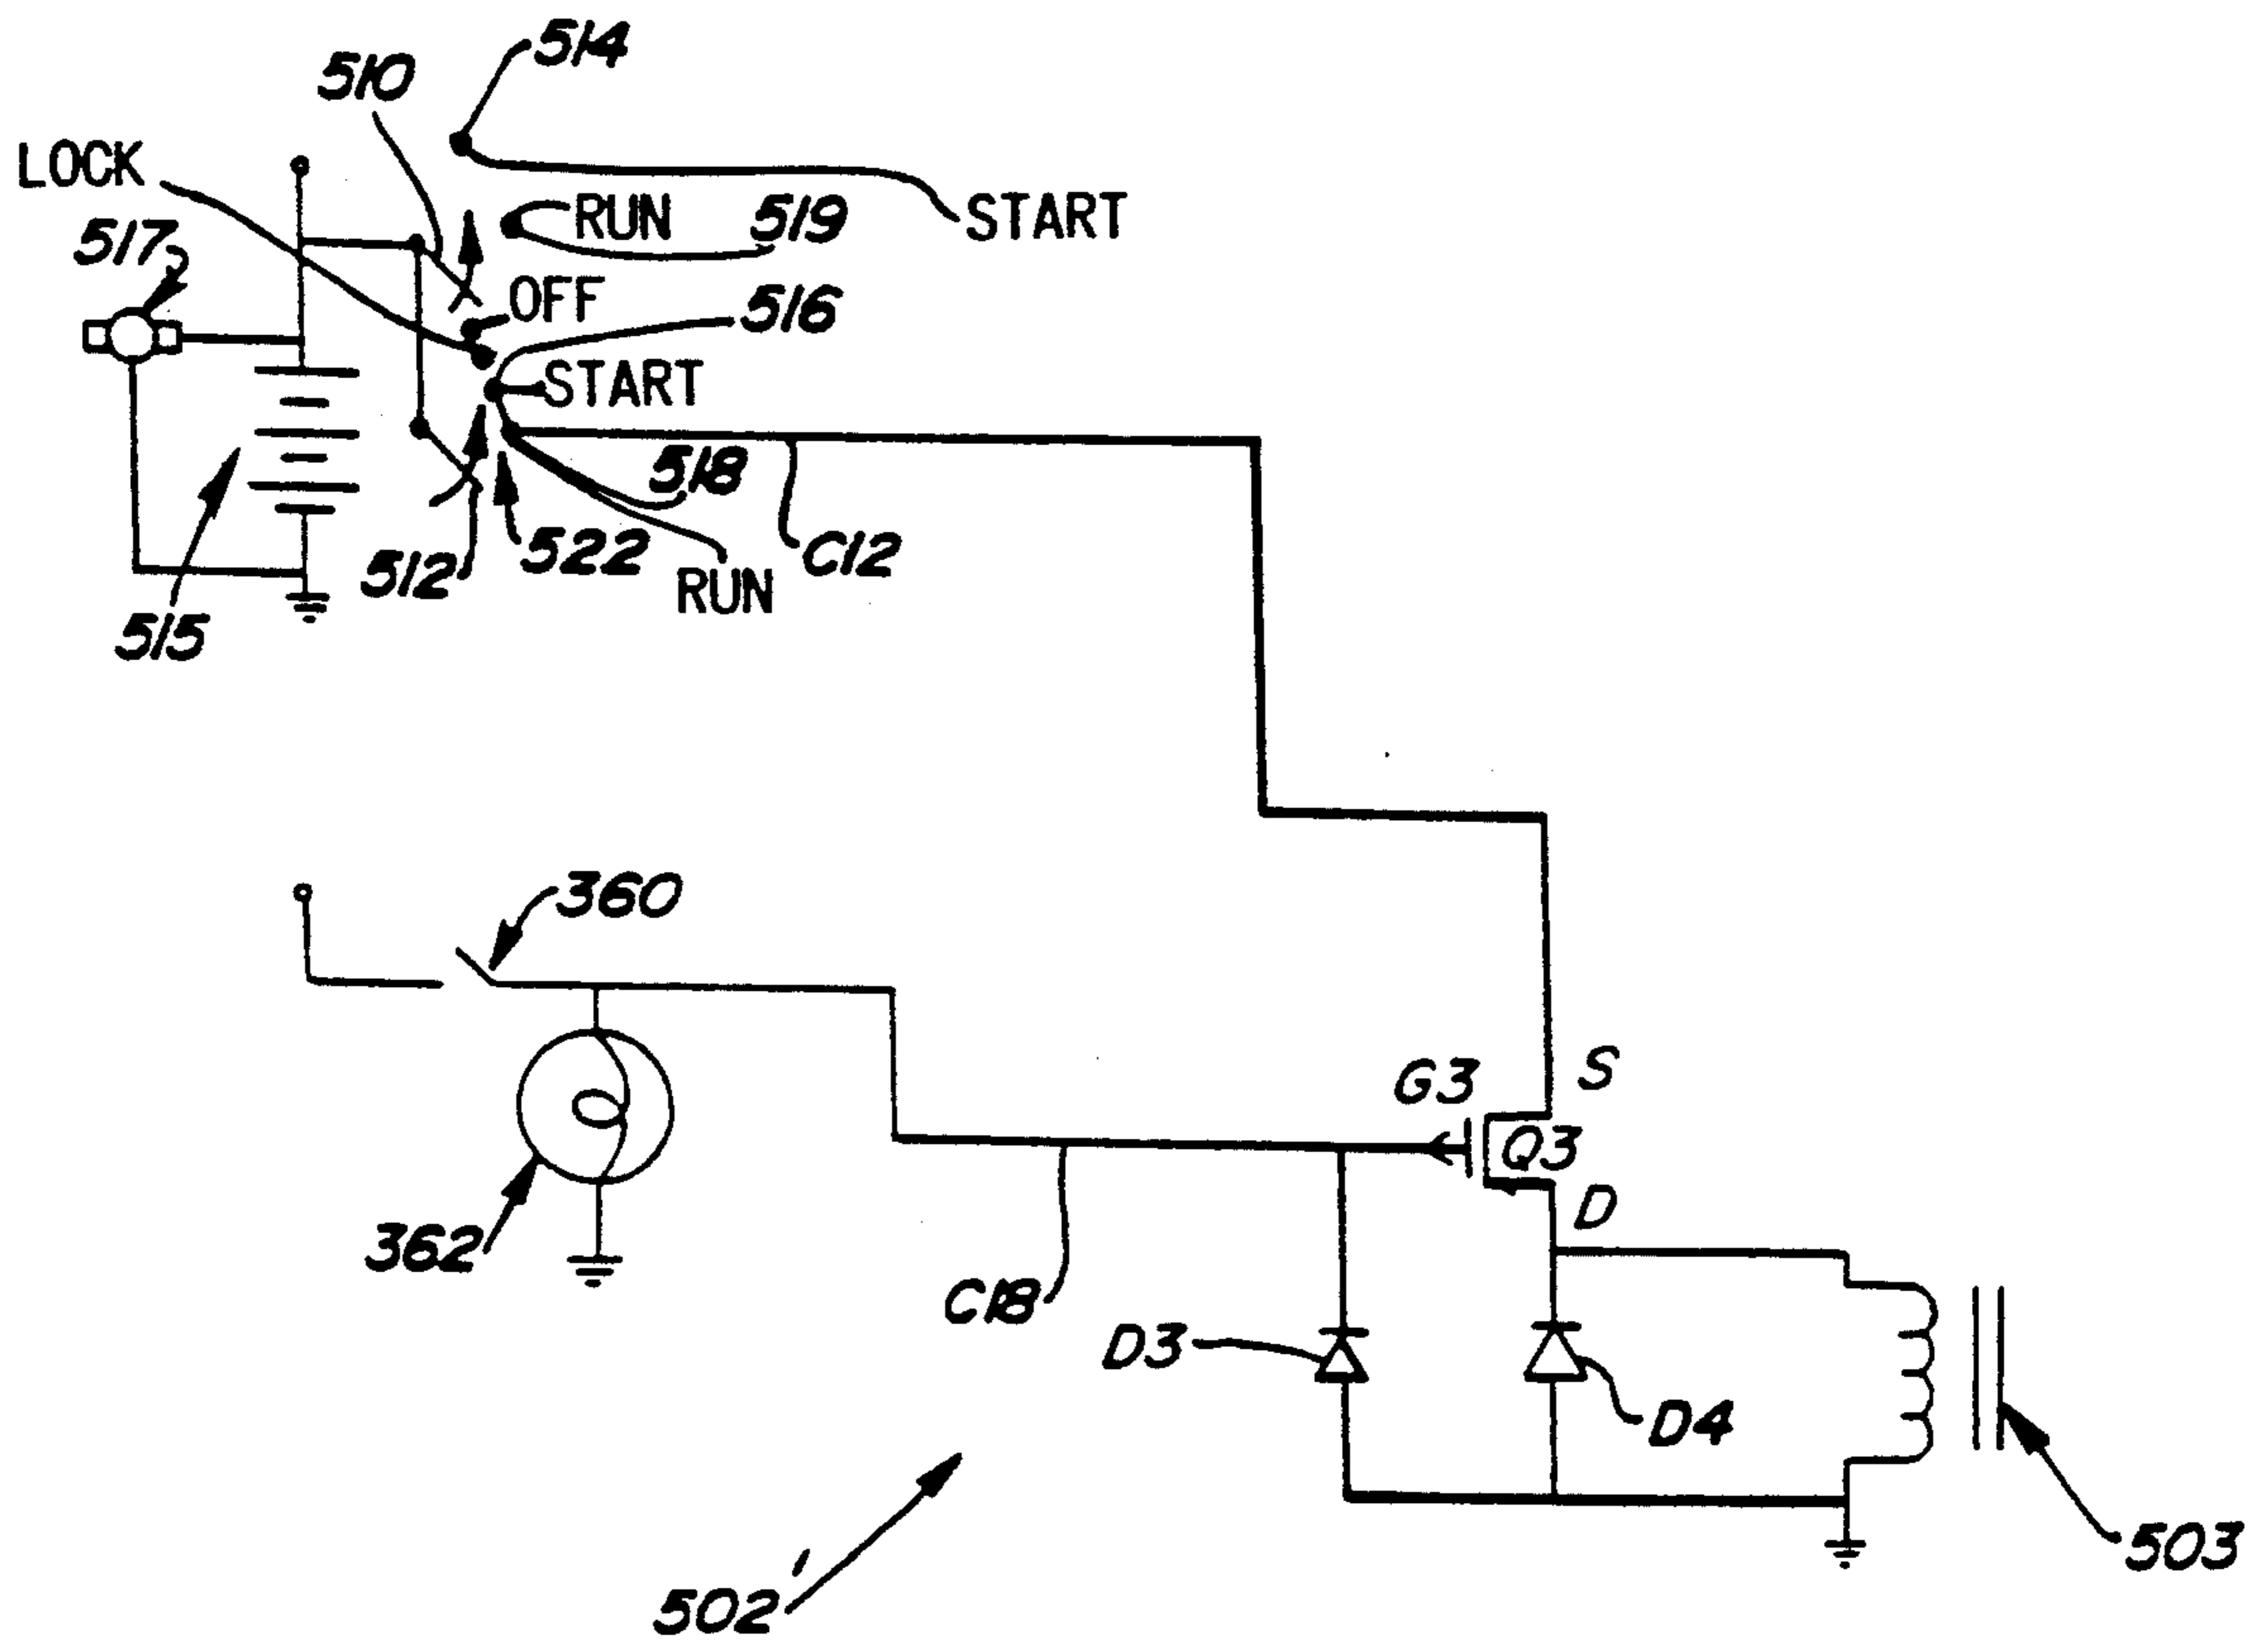 514
510
LOCK
RUN
519
START
517
OFF
516
START
518
522
C12
512
RUN
515
360
G3
S
Q3
D
362
C18
D3
D4
503
502'